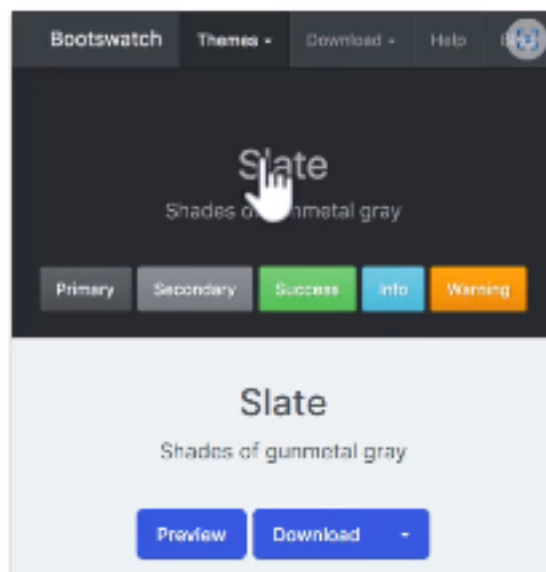 Bootswatch Themes Download Help
Slate
Shades of gunmetal gray
Primary Secondary Success Info Warning
Slate
Shades of gunmetal gray
Preview Download